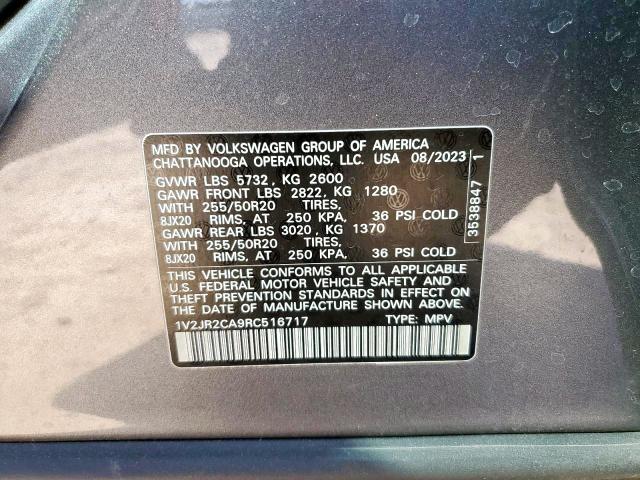 MFD BY VOLKSWAGEN GROUP OF AMERICA
CHATTANOOGA OPERATIONS, LLC. USA 08/2023
GVWR LBS 5732, KG 2600
GAWR FRONT LBS 2822, KG 1280
WITH 255/50R20 TIRES,
8JX20 RIMS, AT 250 KPA, 36 PSI COLD
GAWR REAR LBS 3020, KG 1370
WITH 255/50R20 TIRES,
8JX20 RIMS, AT 250 KPA, 36 PSI COLD
THIS VEHICLE CONFORMS TO ALL APPLICABLE
U.S. FEDERAL MOTOR VEHICLE SAFETY AND
THEFT PREVENTION STANDARDS IN EFFECT ON
THE DATE OF MANUFACTURE SHOWN ABOVE.
1V2JR2CA9RC516717 TYPE: MPV
3538847 1